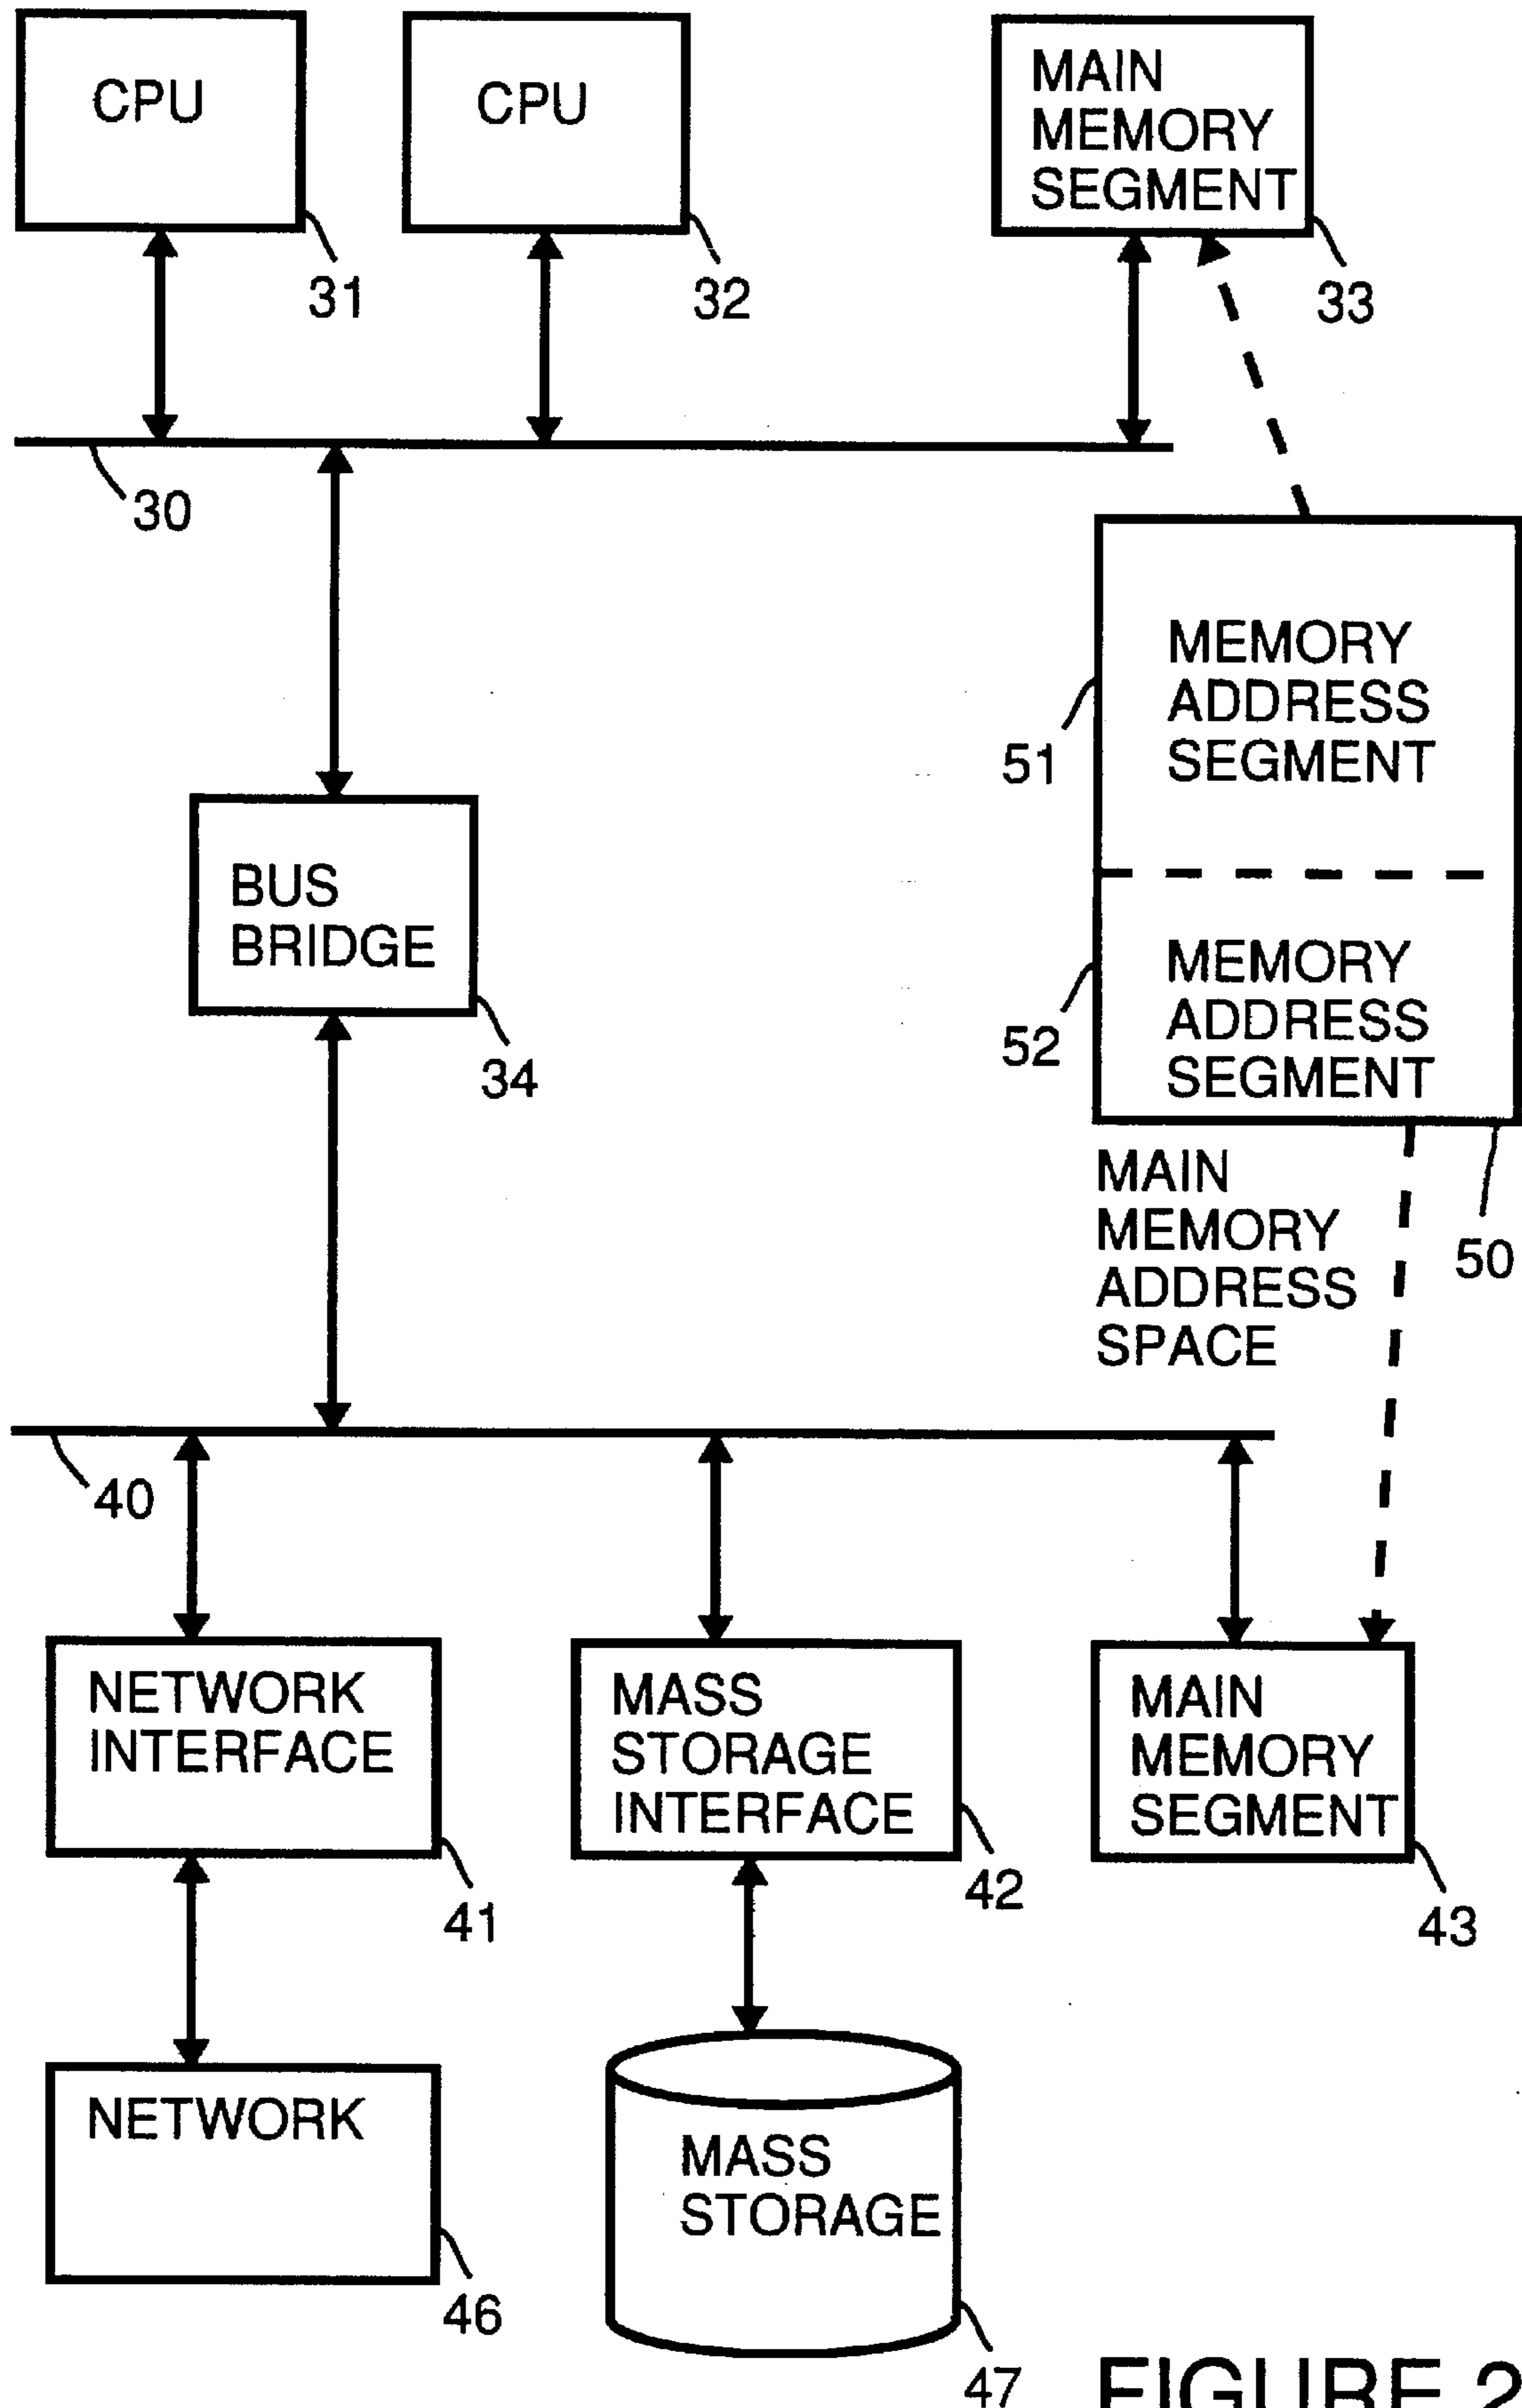 CPU
CPU
MAIN
MEMORY
SEGMENT
31
32
33
30
MEMORY
ADDRESS
SEGMENT
51
BUS
BRIDGE
34
MEMORY
ADDRESS
SEGMENT
52
MAIN
MEMORY
ADDRESS
SPACE
50
40
NETWORK
INTERFACE
41
MASS
STORAGE
INTERFACE
42
MAIN
MEMORY
SEGMENT
43
NETWORK
46
MASS
STORAGE
47
FIGURE 2